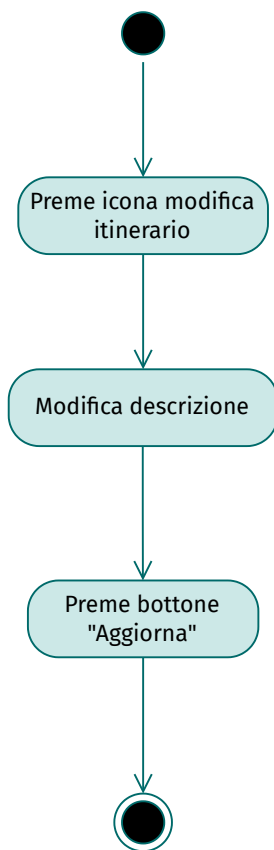 Preme icona modifica
itinerario
Modifica descrizione
Preme bottone
"Aggiorna"